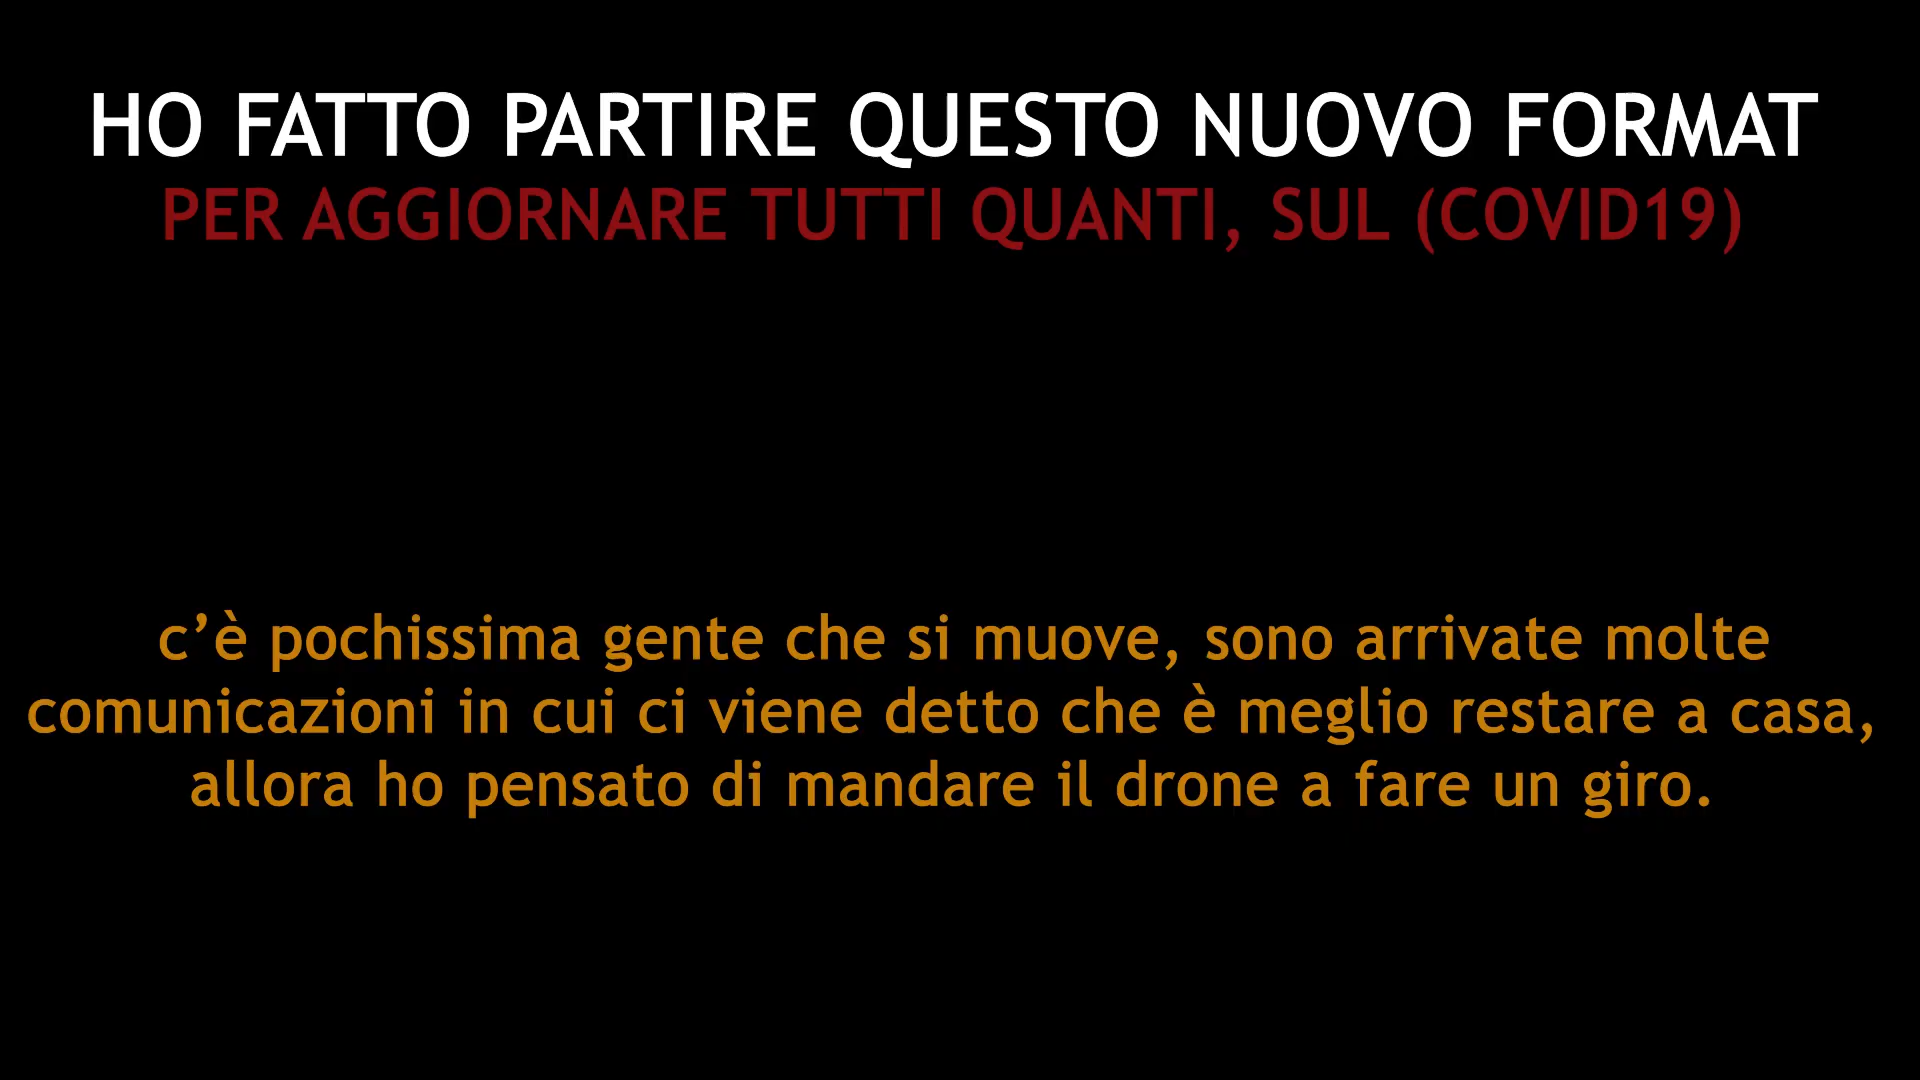 HO FATTO PARTIRE QUESTO NUOVO FORMAT
PER AGGIORNARE TUTTI QUANTI, SUL (COVID19)
c’è pochissima gente che si muove, sono arrivate molte
comunicazioni in cui ci viene detto che è meglio restare a casa,
allora ho pensato di mandare il drone a fare un giro.